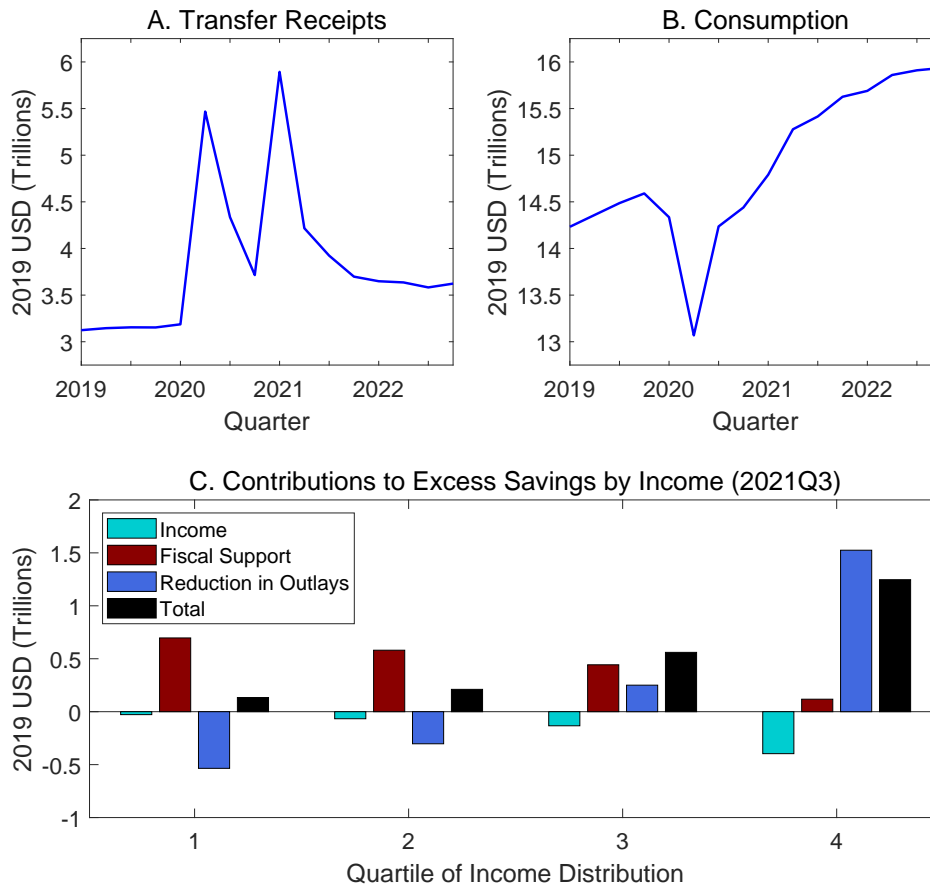 A. Transfer Receipts
2019 USD (Trillions)
6
5.5
5
4.5
4
3.5
3
2019 2020 2021 2022
Quarter
B. Consumption
2019 USD (Trillions)
16
15.5
15
14.5
14
13.5
13
2019 2020 2021 2022
Quarter
C. Contributions to Excess Savings by Income (2021Q3)
2019 USD (Trillions)
2
1.5
1
0.5
0
-0.5
-1
Income
Fiscal Support
Reduction in Outlays
Total
1 2 3 4
Quartile of Income Distribution